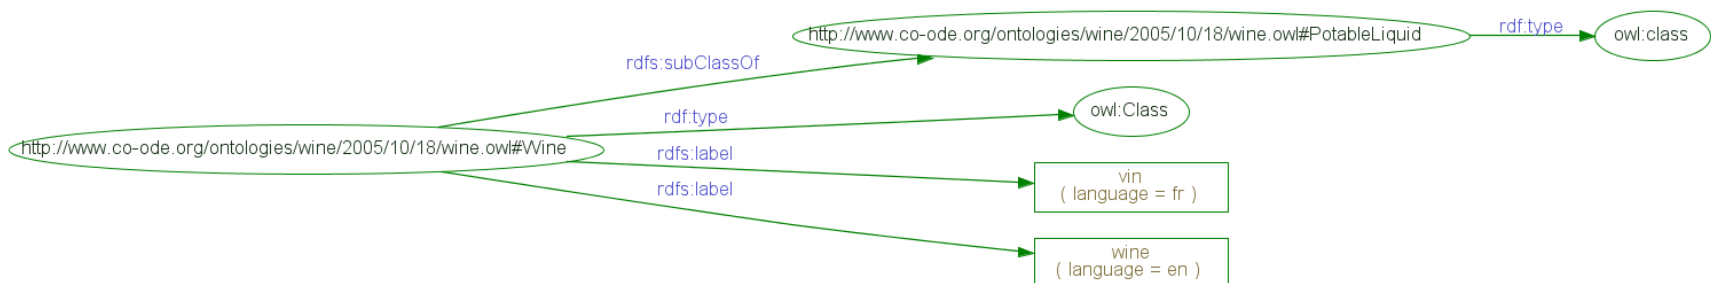 http://www.co-ode.org/ontologies/wine/2005/10/18/wine.owl#PotableLiquid
rdf:type
owl:class
rdfs:subClassOf
rdf:type
owl:Class
http://www.co-ode.org/ontologies/wine/2005/10/18/wine.owl#Wine
rdfs:label
vin
( language = fr )
rdfs:label
wine
( language = en )